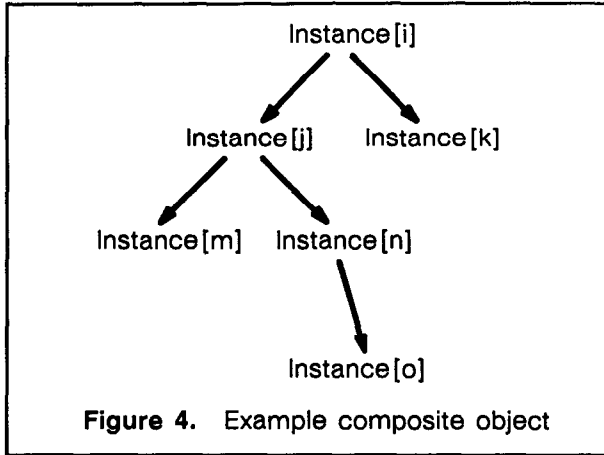 Instance[i]
Instance[j] Instance[k]
Instance[m] Instance[n]
Instance[o]
Figure 4. Example composite object